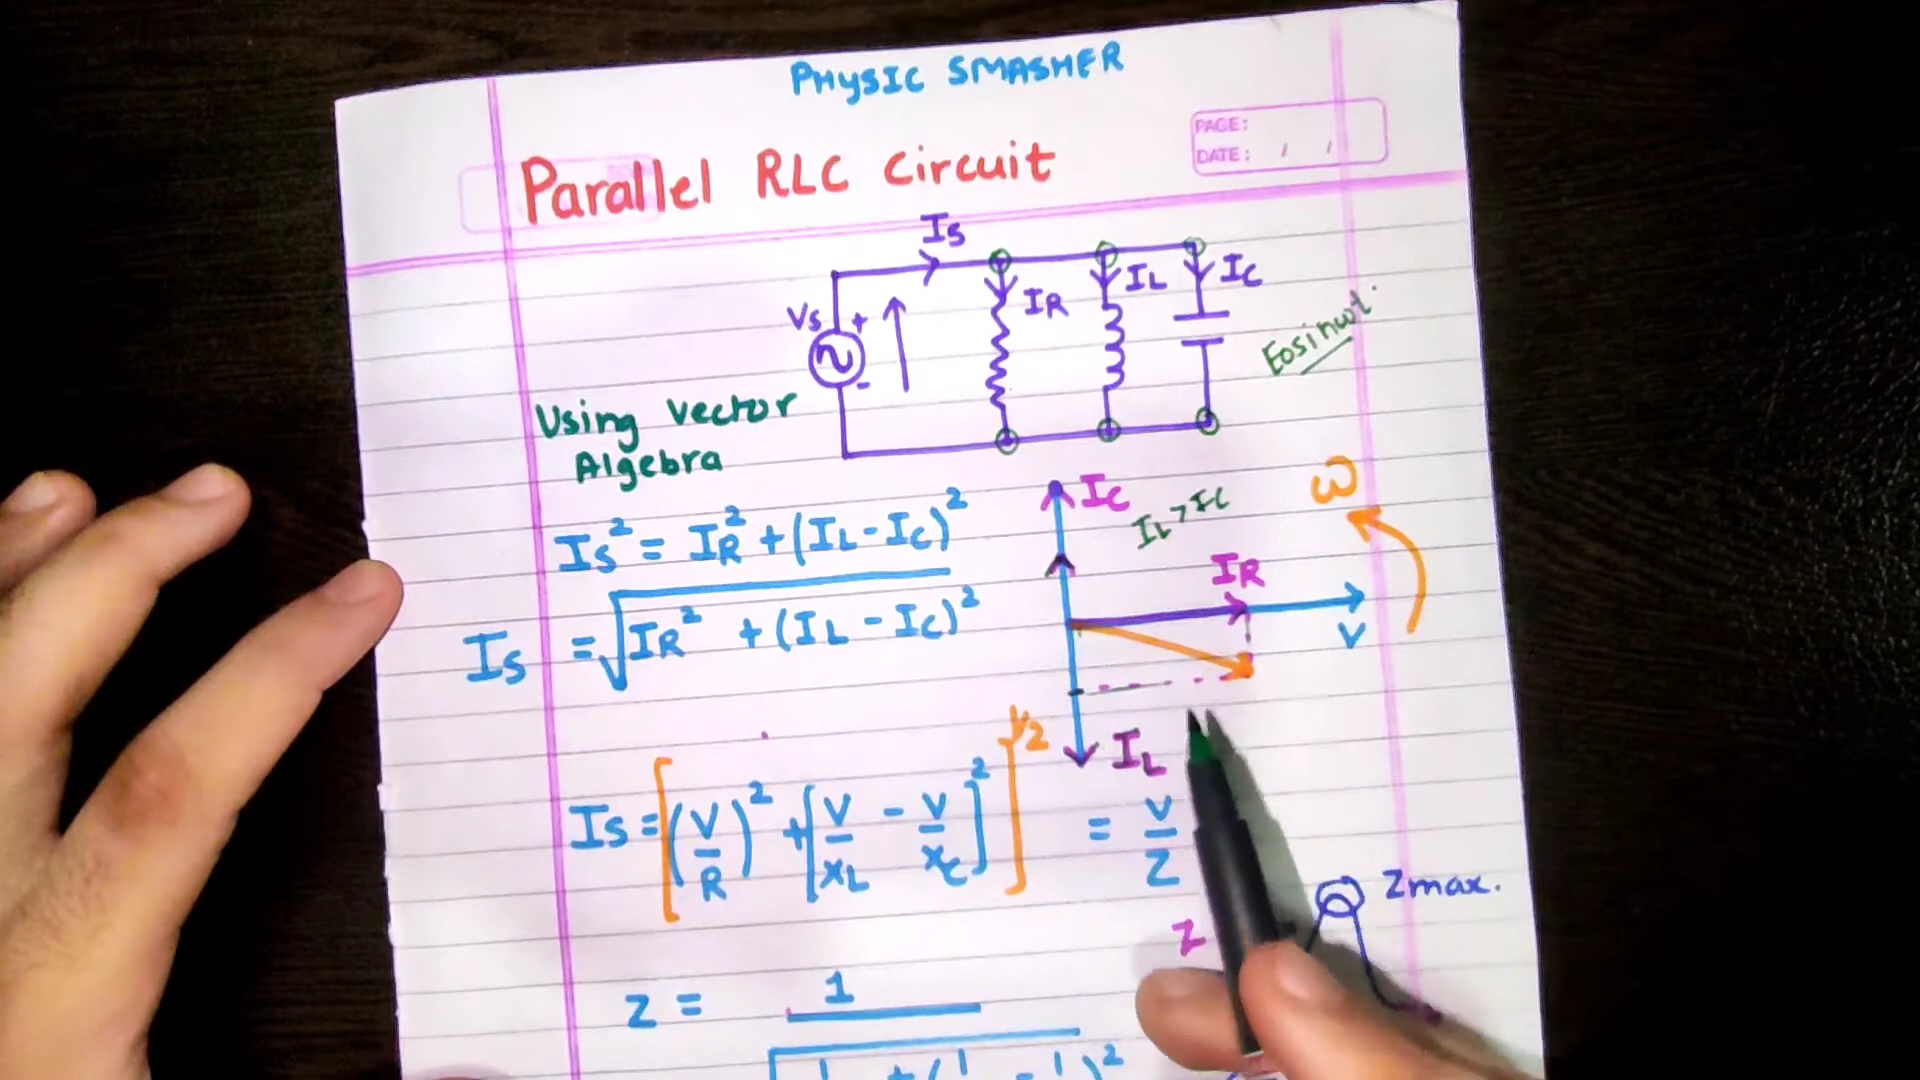 PHYSIC SMASHER
PAGE:
DATE: / /
Parallel RLC Circuit
Is
Vs + -
IR
IL
IC
Eosinωt
Using Vector
Algebra
Is² = IR² + (IL - IC)²
IC
IL > IC
ω
IR
V
IL
Is = √IR² + (IL - IC)²
Is = [(V/R)² + [V/XL - V/XC]²]^1/2 = V/Z
Z
Zmax.
Z = 1